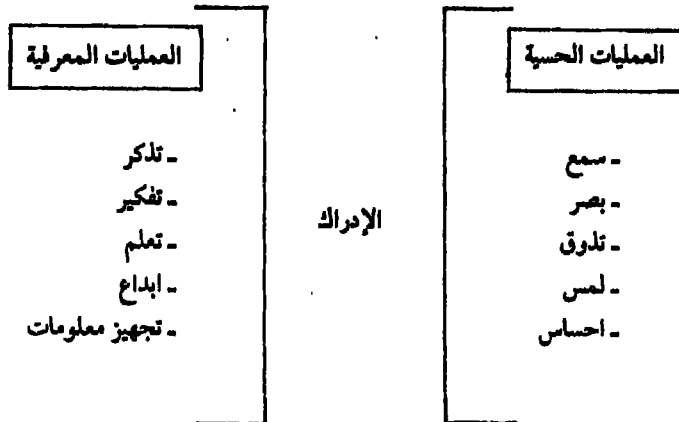 العمليات الحسية
- سمع
- بصر
- تذوق
- لمس
- احساس
الإدراك
العمليات المعرفية
- تذكر
- تفكير
- تعلم
- ابداع
- تجهيز معلومات